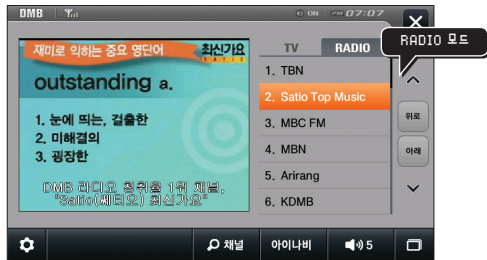 DMB
ON PM 07:07
RADIO 모드
재미로 익히는 중요 영단어 최신가요
SATIO
outstanding a.
1. 눈에 띄는, 걸출한
2. 미해결의
3. 굉장한
DMB 라디오 청취율 1위 채널,
"Satio(쌔티오) 최신가요"
TV RADIO
1. TBN
2. Satio Top Music
3. MBC FM
4. MBN
5. Arirang
6. KDMB
위로
아래
채널 아이나비 5